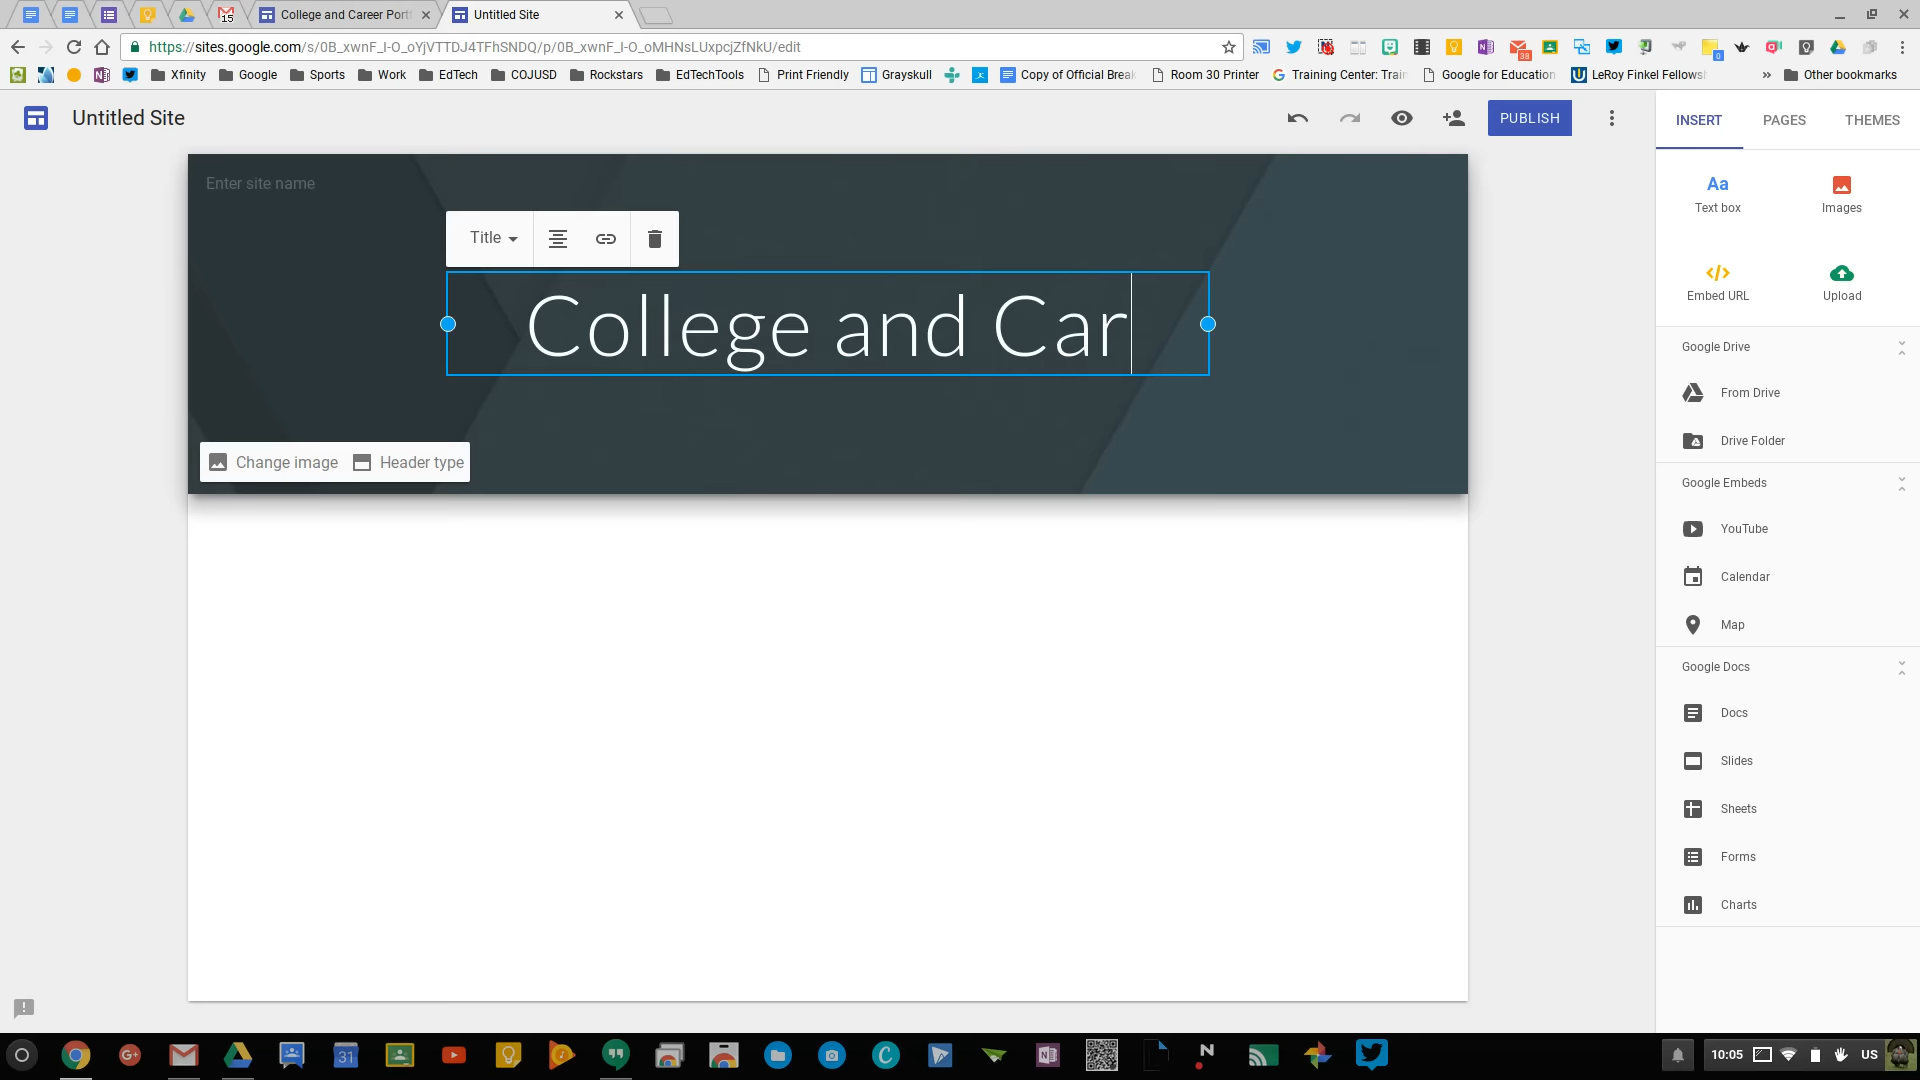 15
College and Career Port
Untitled Site
https://sites.google.com/s/0B_xwnF_I-O_oYjVTTDJ4TFhSNDQ/p/0B_xwnF_I-O_oMHNsLUxpcjZfNkU/edit
38
0
Xfinity
Google
Sports
Work
EdTech
COJUSD
Rockstars
EdTechTools
Print Friendly
Grayskull
Copy of Official Brea
Room 30 Printer
Training Center: Train
Google for Education
LeRoy Finkel Fellows
»
Other bookmarks
Untitled Site
PUBLISH
INSERT
PAGES
THEMES
Enter site name
Title
College and Car
Change image
Header type
Aa
Text box
Images
Embed URL
Upload
Google Drive
From Drive
Drive Folder
Google Embeds
YouTube
Calendar
Map
Google Docs
Docs
Slides
Sheets
Forms
Charts
G+
31
N
10:05
US